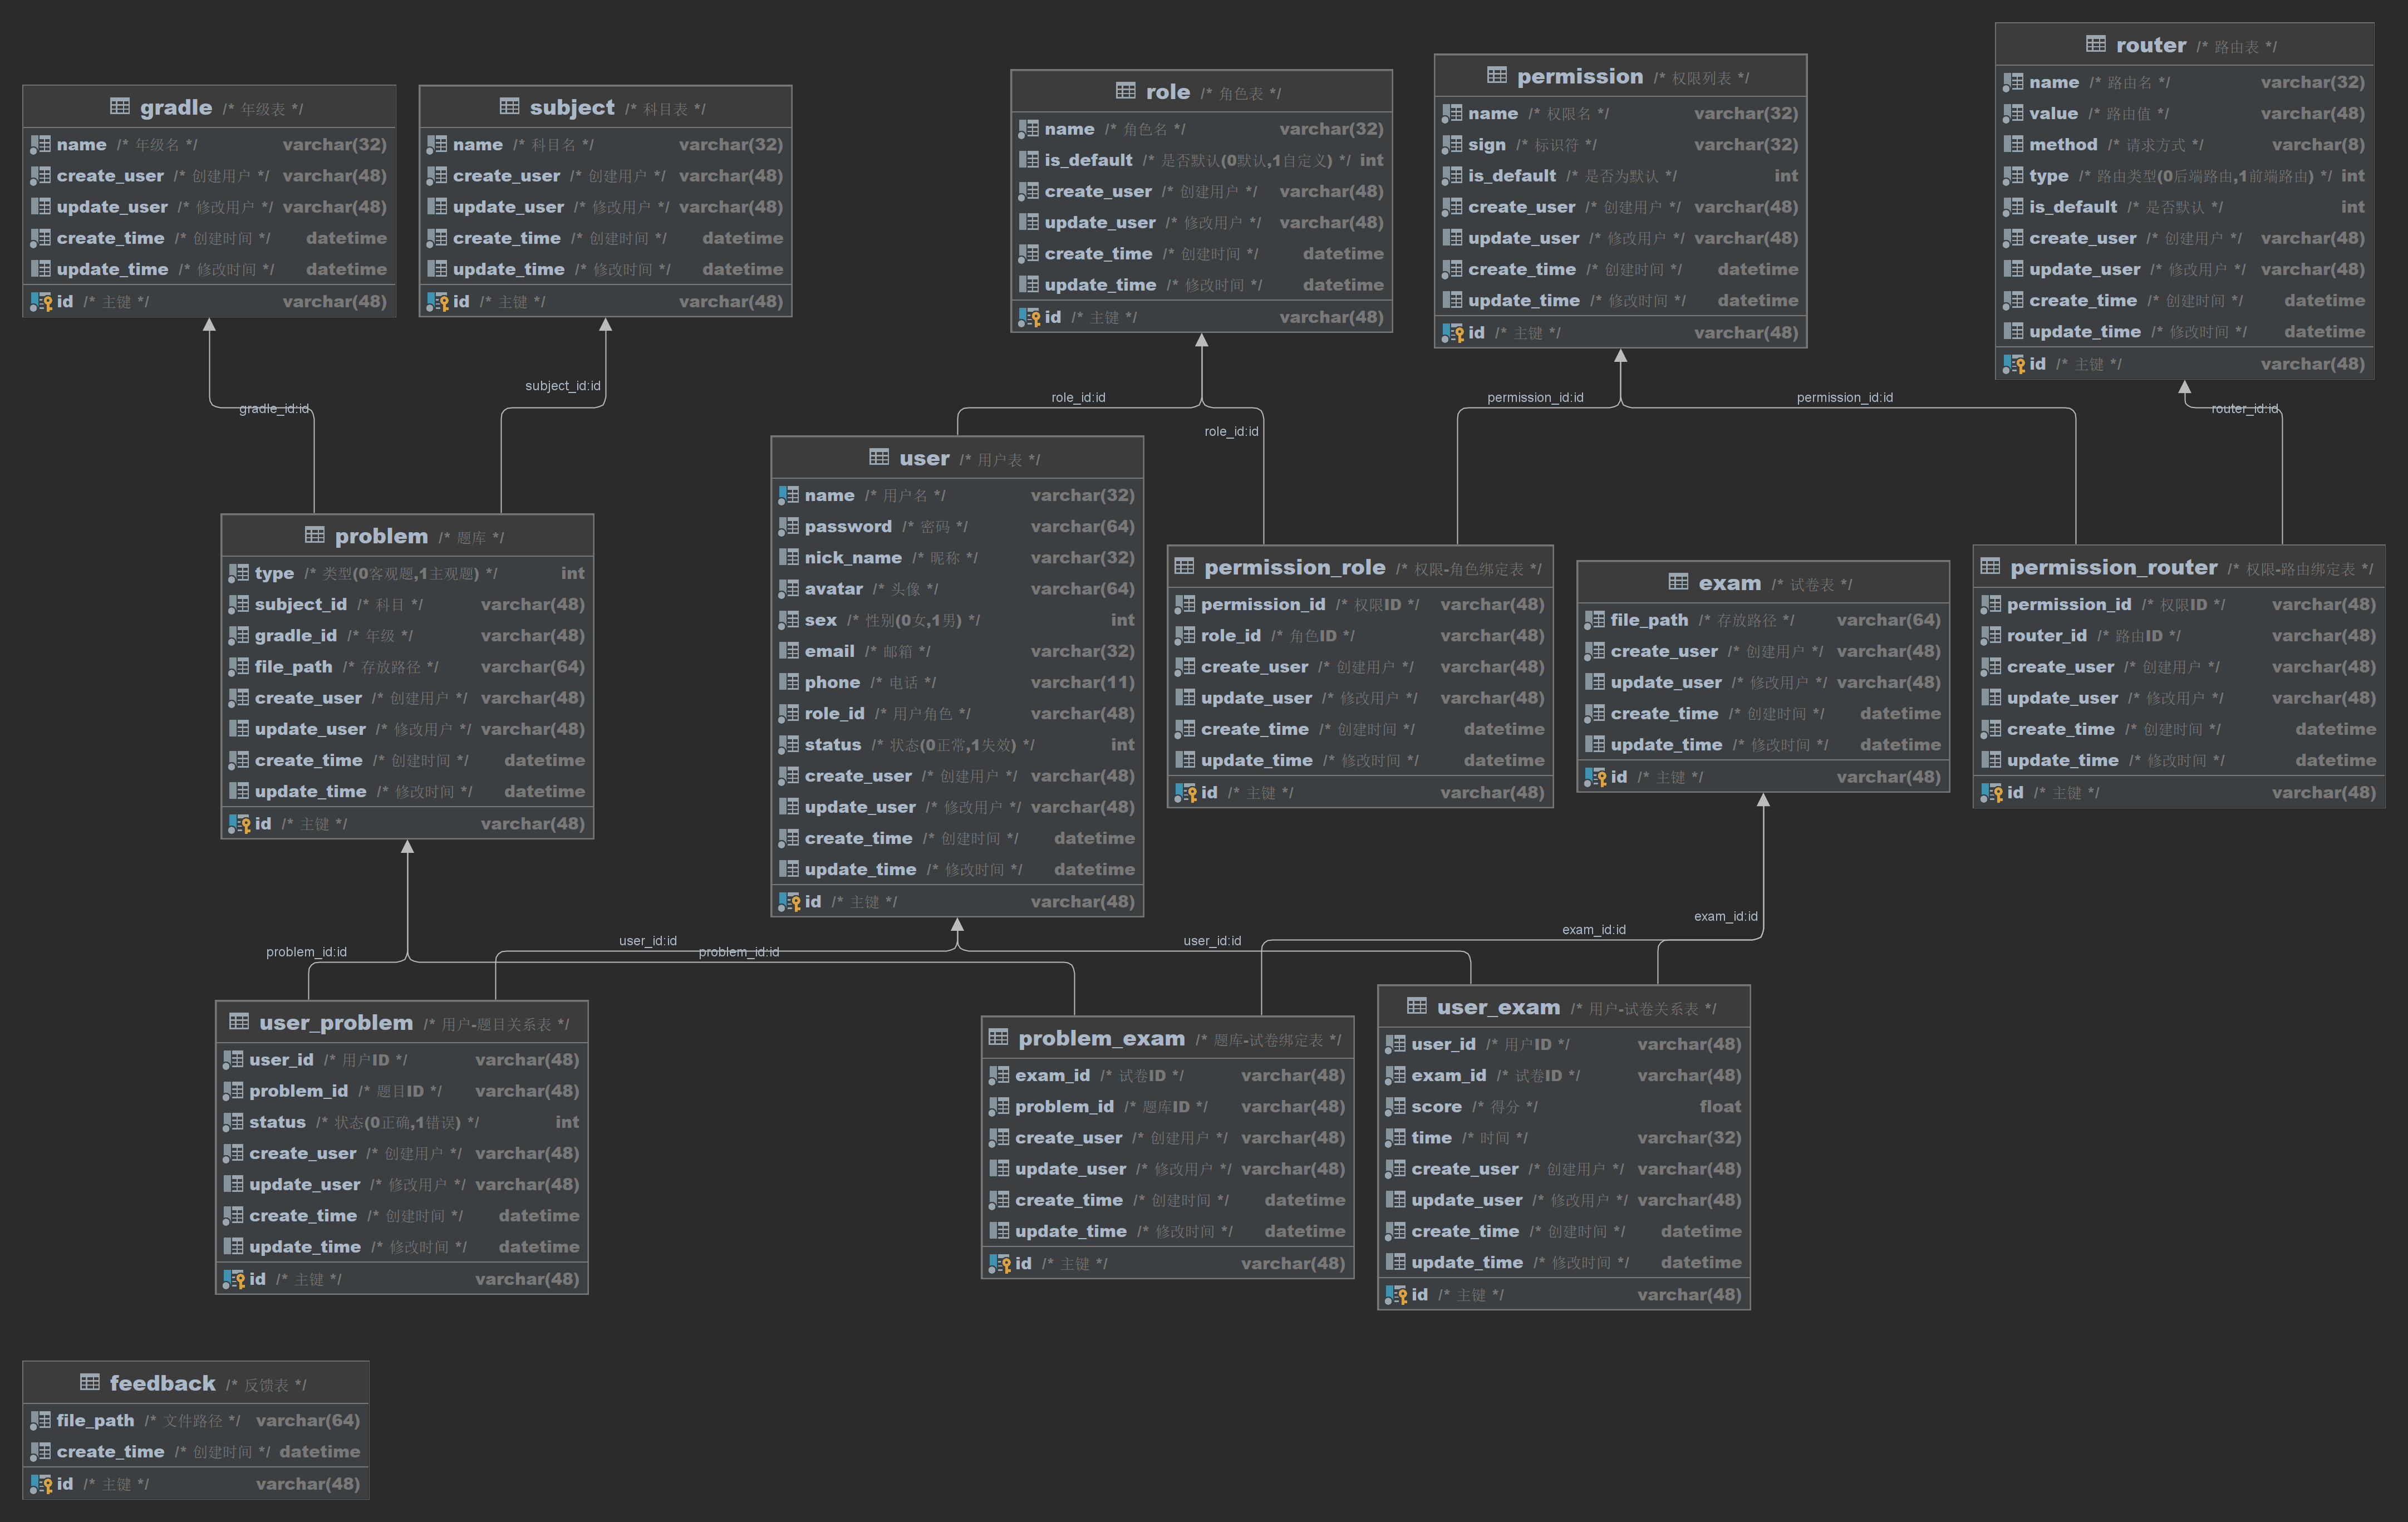 gradle /* 年级表 */
name /* 年级名 */ varchar(32)
create_user /* 创建用户 */ varchar(48)
update_user /* 修改用户 */ varchar(48)
create_time /* 创建时间 */ datetime
update_time /* 修改时间 */ datetime
id /* 主键 */ varchar(48)
subject /* 科目表 */
name /* 科目名 */ varchar(32)
create_user /* 创建用户 */ varchar(48)
update_user /* 修改用户 */ varchar(48)
create_time /* 创建时间 */ datetime
update_time /* 修改时间 */ datetime
id /* 主键 */ varchar(48)
role /* 角色表 */
name /* 角色名 */ varchar(32)
is_default /* 是否默认(0默认,1自定义) */ int
create_user /* 创建用户 */ varchar(48)
update_user /* 修改用户 */ varchar(48)
create_time /* 创建时间 */ datetime
update_time /* 修改时间 */ datetime
id /* 主键 */ varchar(48)
permission /* 权限列表 */
name /* 权限名 */ varchar(32)
sign /* 标识符 */ varchar(32)
is_default /* 是否为默认 */ int
create_user /* 创建用户 */ varchar(48)
update_user /* 修改用户 */ varchar(48)
create_time /* 创建时间 */ datetime
update_time /* 修改时间 */ datetime
id /* 主键 */ varchar(48)
router /* 路由表 */
name /* 路由名 */ varchar(32)
value /* 路由值 */ varchar(48)
method /* 请求方式 */ varchar(8)
type /* 路由类型(0后端路由,1前端路由) */ int
is_default /* 是否默认 */ int
create_user /* 创建用户 */ varchar(48)
update_user /* 修改用户 */ varchar(48)
create_time /* 创建时间 */ datetime
update_time /* 修改时间 */ datetime
id /* 主键 */ varchar(48)
gradle_id:id
subject_id:id
role_id:id
role_id:id
permission_id:id
permission_id:id
router_id:id
problem /* 题库 */
type /* 类型(0客观题,1主观题) */ int
subject_id /* 科目 */ varchar(48)
gradle_id /* 年级 */ varchar(48)
file_path /* 存放路径 */ varchar(64)
create_user /* 创建用户 */ varchar(48)
update_user /* 修改用户 */ varchar(48)
create_time /* 创建时间 */ datetime
update_time /* 修改时间 */ datetime
id /* 主键 */ varchar(48)
user /* 用户表 */
name /* 用户名 */ varchar(32)
password /* 密码 */ varchar(64)
nick_name /* 昵称 */ varchar(32)
avatar /* 头像 */ varchar(64)
sex /* 性别(0女,1男) */ int
email /* 邮箱 */ varchar(32)
phone /* 电话 */ varchar(11)
role_id /* 用户角色 */ varchar(48)
status /* 状态(0正常,1失效) */ int
create_user /* 创建用户 */ varchar(48)
update_user /* 修改用户 */ varchar(48)
create_time /* 创建时间 */ datetime
update_time /* 修改时间 */ datetime
id /* 主键 */ varchar(48)
permission_role /* 权限-角色绑定表 */
permission_id /* 权限ID */ varchar(48)
role_id /* 角色ID */ varchar(48)
create_user /* 创建用户 */ varchar(48)
update_user /* 修改用户 */ varchar(48)
create_time /* 创建时间 */ datetime
update_time /* 修改时间 */ datetime
id /* 主键 */ varchar(48)
exam /* 试卷表 */
file_path /* 存放路径 */ varchar(64)
create_user /* 创建用户 */ varchar(48)
update_user /* 修改用户 */ varchar(48)
create_time /* 创建时间 */ datetime
update_time /* 修改时间 */ datetime
id /* 主键 */ varchar(48)
permission_router /* 权限-路由绑定表 */
permission_id /* 权限ID */ varchar(48)
router_id /* 路由ID */ varchar(48)
create_user /* 创建用户 */ varchar(48)
update_user /* 修改用户 */ varchar(48)
create_time /* 创建时间 */ datetime
update_time /* 修改时间 */ datetime
id /* 主键 */ varchar(48)
problem_id:id
user_id:id
problem_id:id
user_id:id
exam_id:id
exam_id:id
user_problem /* 用户-题目关系表 */
user_id /* 用户ID */ varchar(48)
problem_id /* 题目ID */ varchar(48)
status /* 状态(0正确,1错误) */ int
create_user /* 创建用户 */ varchar(48)
update_user /* 修改用户 */ varchar(48)
create_time /* 创建时间 */ datetime
update_time /* 修改时间 */ datetime
id /* 主键 */ varchar(48)
problem_exam /* 题库-试卷绑定表 */
exam_id /* 试卷ID */ varchar(48)
problem_id /* 题库ID */ varchar(48)
create_user /* 创建用户 */ varchar(48)
update_user /* 修改用户 */ varchar(48)
create_time /* 创建时间 */ datetime
update_time /* 修改时间 */ datetime
id /* 主键 */ varchar(48)
user_exam /* 用户-试卷关系表 */
user_id /* 用户ID */ varchar(48)
exam_id /* 试卷ID */ varchar(48)
score /* 得分 */ float
time /* 时间 */ varchar(32)
create_user /* 创建用户 */ varchar(48)
update_user /* 修改用户 */ varchar(48)
create_time /* 创建时间 */ datetime
update_time /* 修改时间 */ datetime
id /* 主键 */ varchar(48)
feedback /* 反馈表 */
file_path /* 文件路径 */ varchar(64)
create_time /* 创建时间 */ datetime
id /* 主键 */ varchar(48)